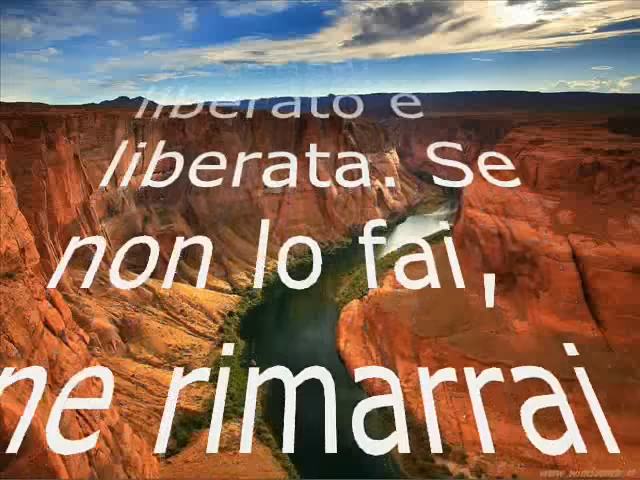 liberato e
liberata. Se
non lo fai,
ne rimarrai